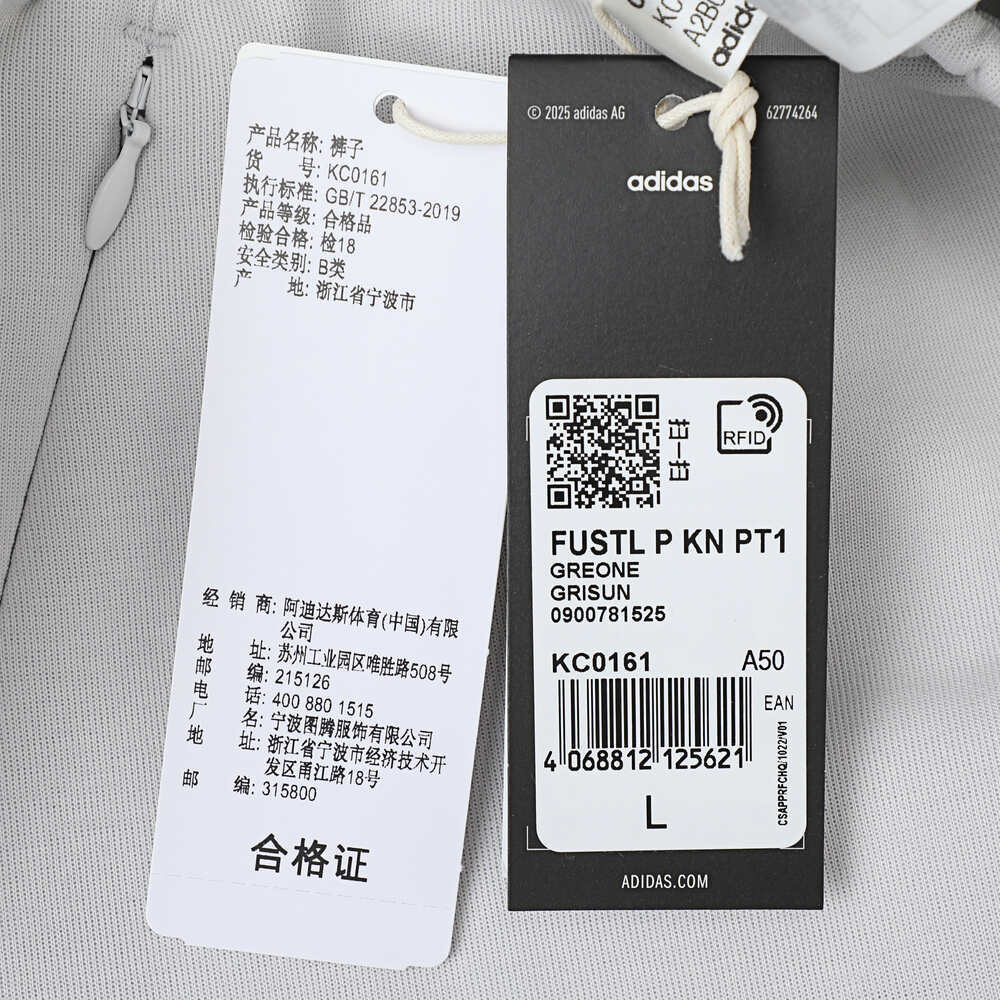 产品名称: 裤子
货 号: KC0161
执行标准: GB/T 22853-2019
产品等级: 合格品
检验合格: 检18
安全类别: B类
产 地: 浙江省宁波市
经 销 商: 阿迪达斯体育(中国)有限
公司
地 址: 苏州工业园区唯胜路508号
邮 编: 215126
电 话: 400 880 1515
厂 名: 宁波图腾服饰有限公司
地 址: 浙江省宁波市经济技术开
发区甬江路18号
邮 编: 315800
合格证
KC
A2B
adidas
© 2025 adidas AG
62774264
adidas
扫一扫
RFID
FUSTL P KN PT1
GREONE
GRISUN
0900781525
KC0161 A50
EAN
4 068812 125621
CSAPPRFCHQ/1022/V01
L
ADIDAS.COM